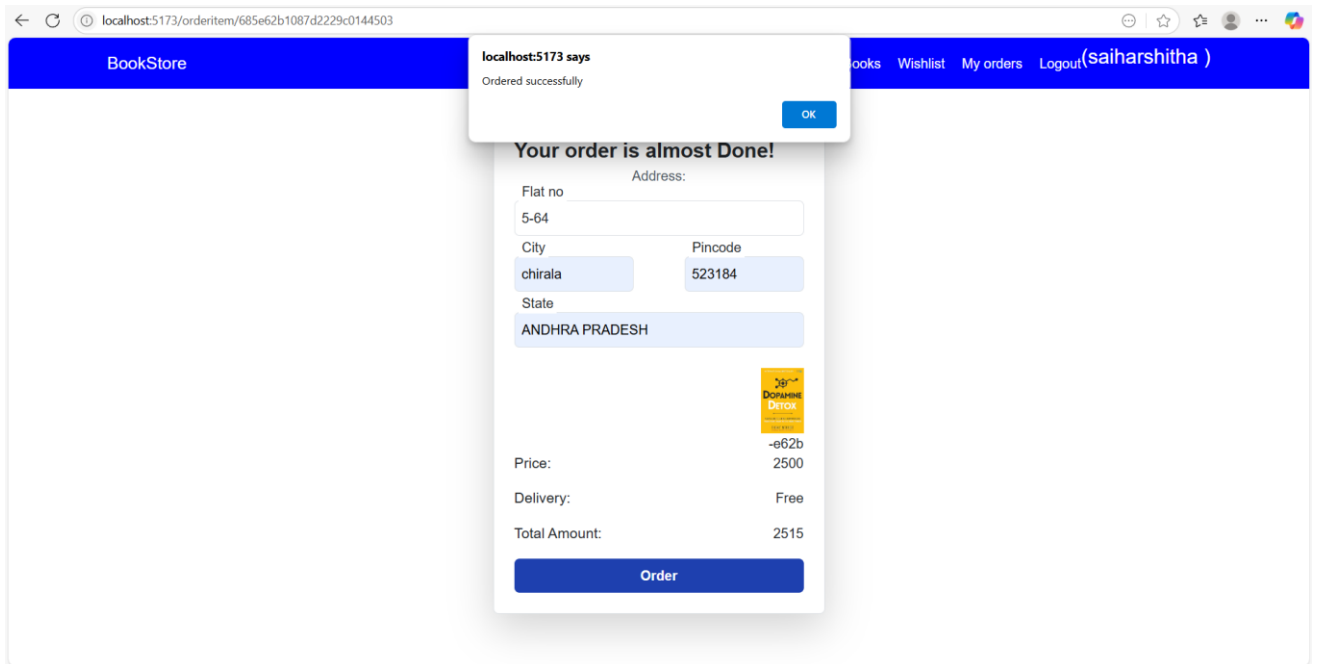 localhost:5173/orderitem/685e62b1087d2229c0144503
BookStore
ooks Wishlist My orders Logout(saiharshitha )
localhost:5173 says
Ordered successfully
OK
Your order is almost Done!
Address:
Flat no
5-64
City Pincode
chirala 523184
State
ANDHRA PRADESH
DOPAMINE
DETOX
-e62b
Price: 2500
Delivery: Free
Total Amount: 2515
Order